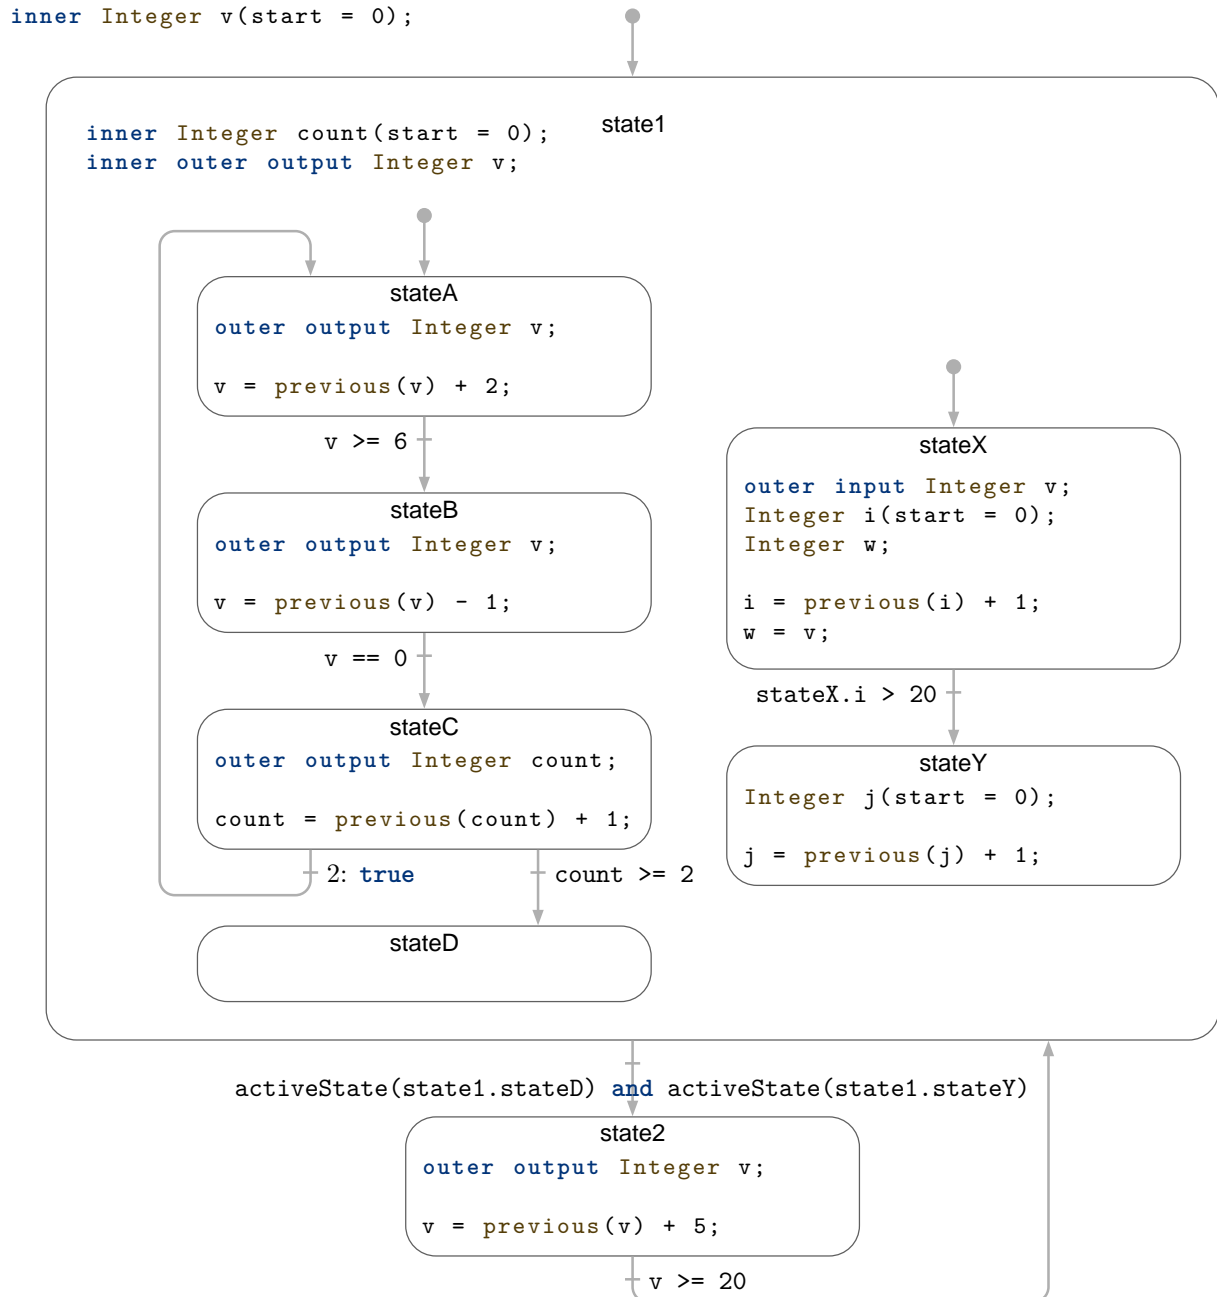 inner Integer v(start = 0);
state1
inner Integer count(start = 0);
inner outer output Integer v;
stateA
outer output Integer v;
v = previous(v) + 2;
v >= 6
stateB
outer output Integer v;
v = previous(v) - 1;
v == 0
stateC
outer output Integer count;
count = previous(count) + 1;
2: true
count >= 2
stateD
stateX
outer input Integer v;
Integer i(start = 0);
Integer w;
i = previous(i) + 1;
w = v;
stateX.i > 20
stateY
Integer j(start = 0);
j = previous(j) + 1;
activeState(state1.stateD) and activeState(state1.stateY)
state2
outer output Integer v;
v = previous(v) + 5;
v >= 20